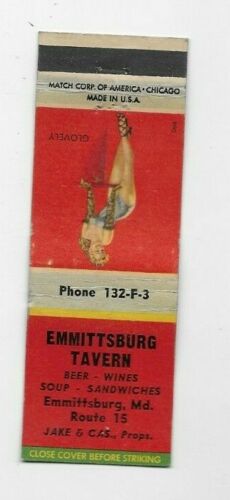 MATCH CORP. OF AMERICA • CHICAGO
MADE IN U.S.A.
GLOVELY
Phone 132-F-3
EMMITTSBURG
TAVERN
BEER - WINES
SOUP - SANDWICHES
Emmittsburg, Md.
Route 15
JAKE & CAS., Props.
CLOSE COVER BEFORE STRIKING